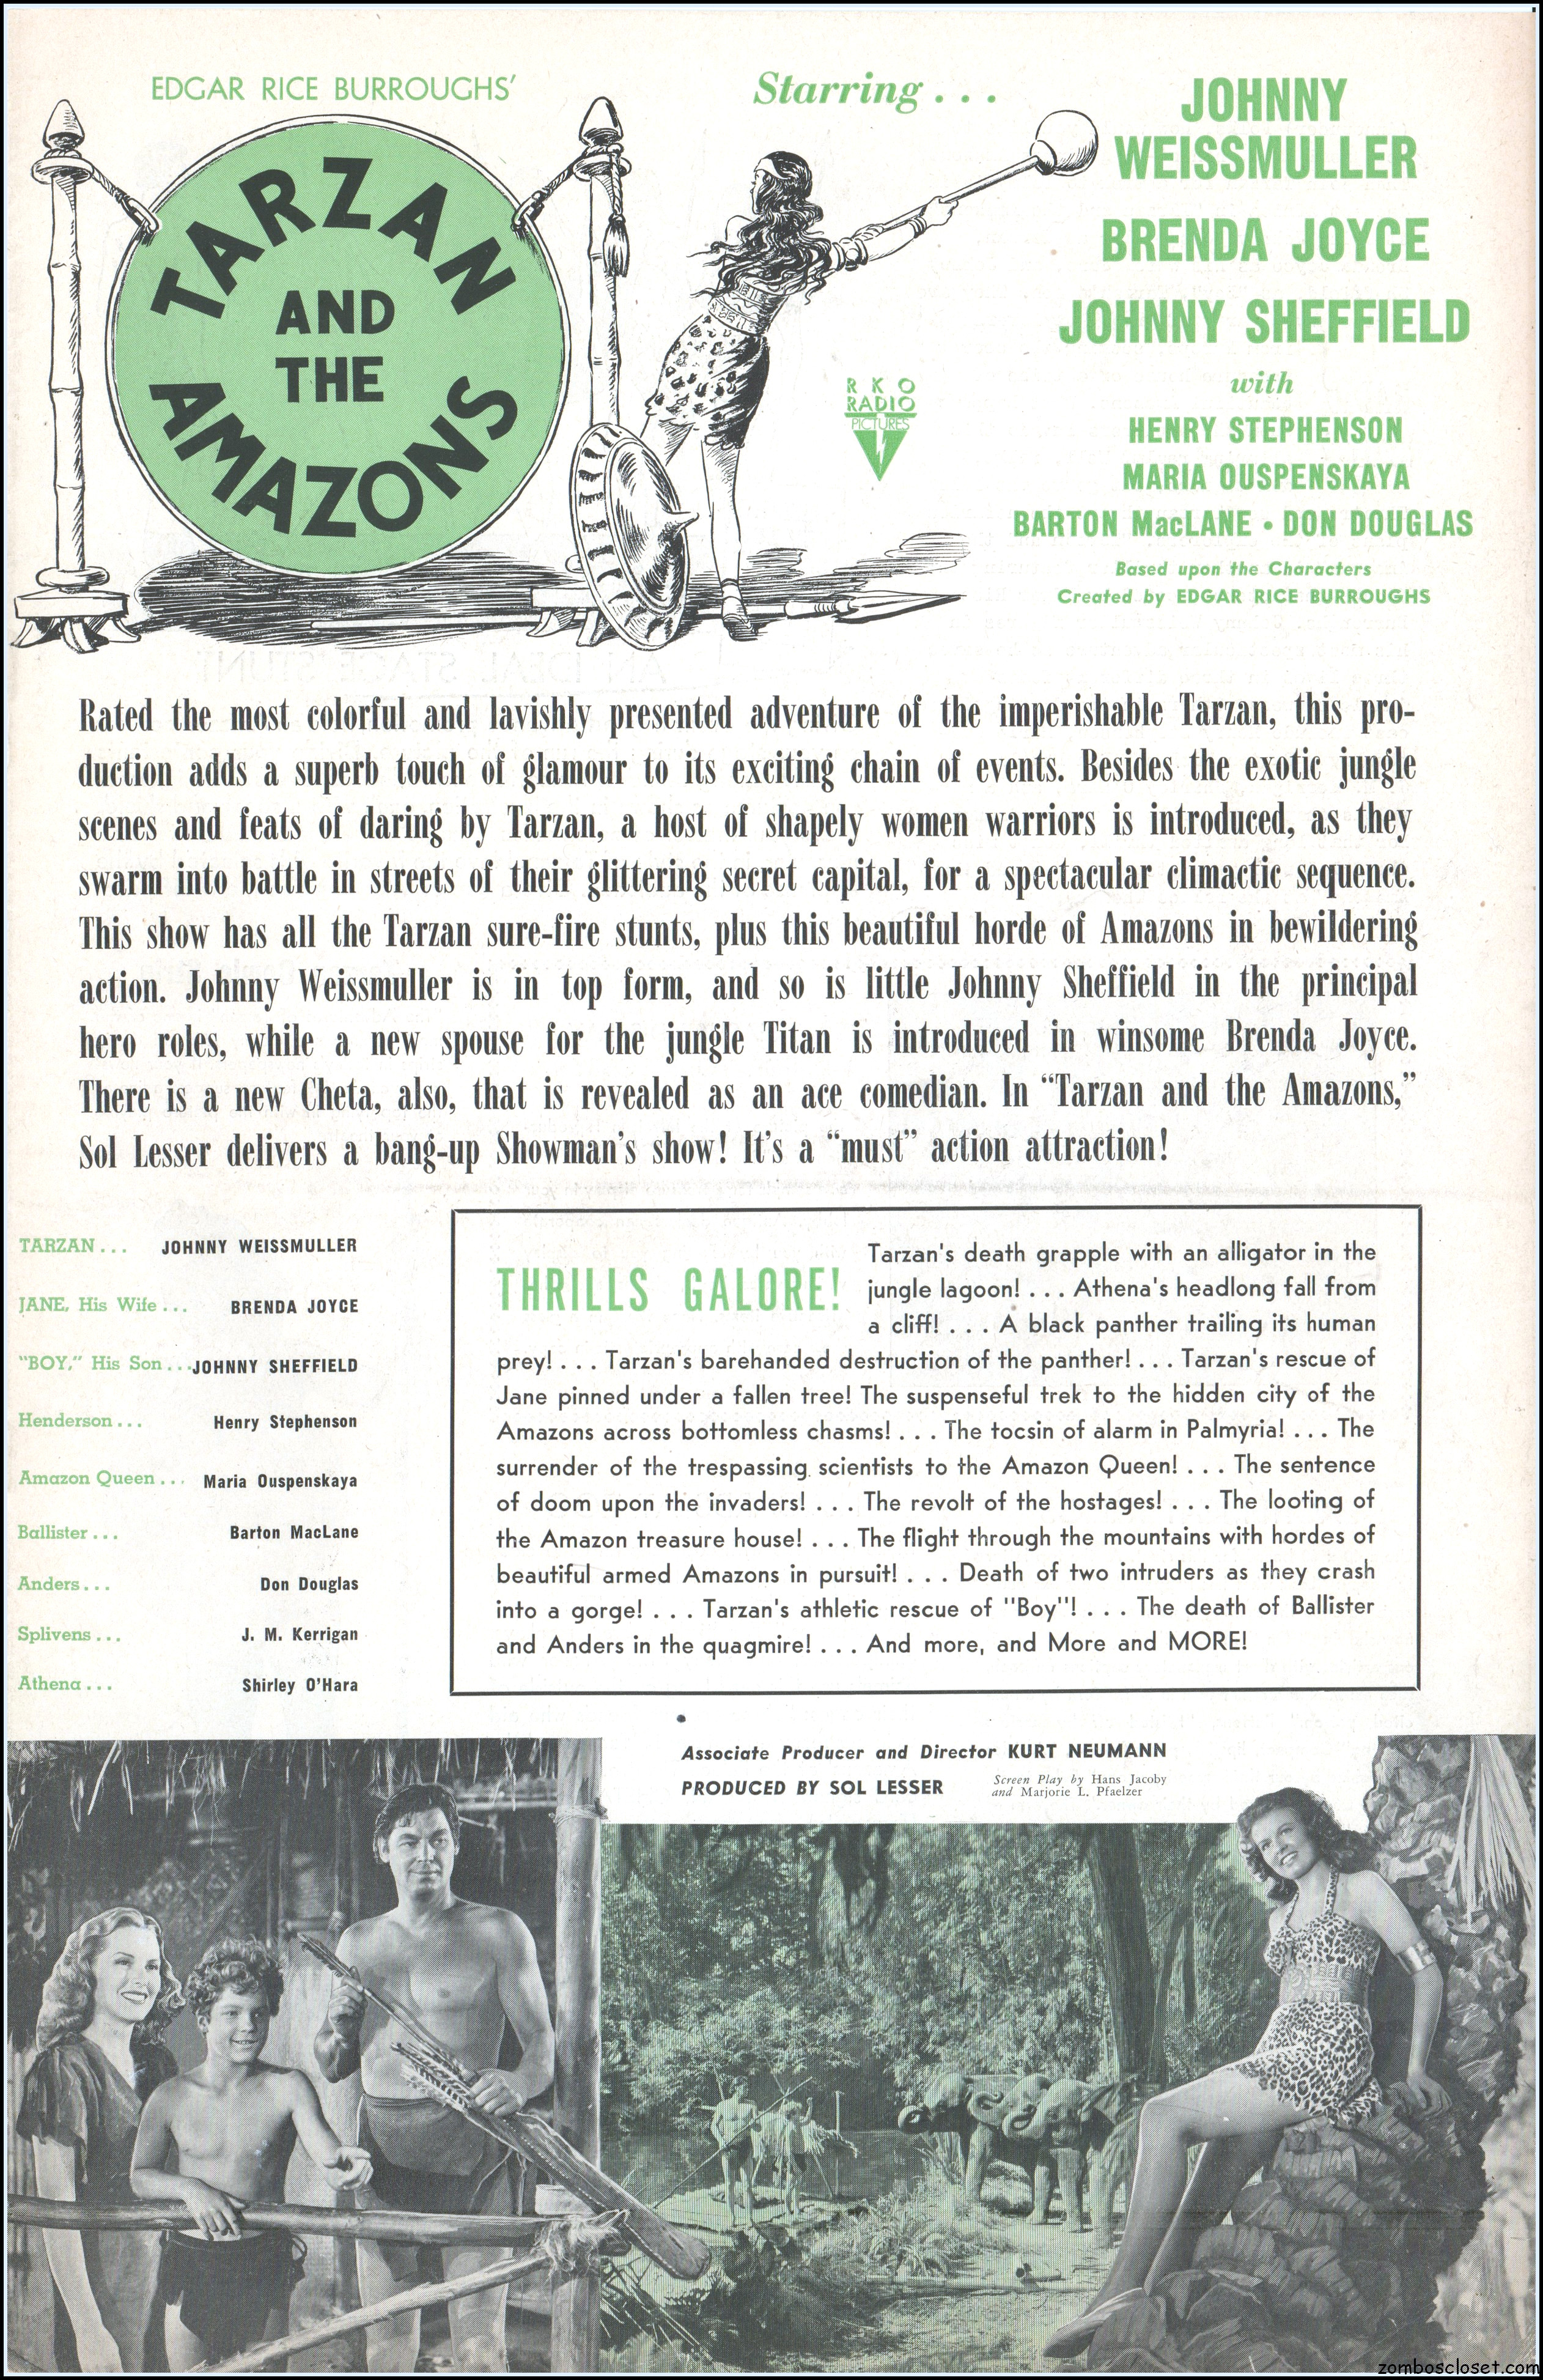 EDGAR RICE BURROUGHS'
TARZAN
AND
THE
AMAZONS
Starring . . .
JOHNNY
WEISSMULLER
BRENDA JOYCE
JOHNNY SHEFFIELD
with
HENRY STEPHENSON
MARIA OUSPENSKAYA
BARTON MacLANE • DON DOUGLAS
Based upon the Characters
Created by EDGAR RICE BURROUGHS
R K O
RADIO
PICTURES
Rated the most colorful and lavishly presented adventure of the imperishable Tarzan, this pro-
duction adds a superb touch of glamour to its exciting chain of events. Besides the exotic jungle
scenes and feats of daring by Tarzan, a host of shapely women warriors is introduced, as they
swarm into battle in streets of their glittering secret capital, for a spectacular climactic sequence.
This show has all the Tarzan sure-fire stunts, plus this beautiful horde of Amazons in bewildering
action. Johnny Weissmuller is in top form, and so is little Johnny Sheffield in the principal
hero roles, while a new spouse for the jungle Titan is introduced in winsome Brenda Joyce.
There is a new Cheta, also, that is revealed as an ace comedian. In “Tarzan and the Amazons,”
Sol Lesser delivers a bang-up Showman’s show! It’s a “must” action attraction!
TARZAN . . . JOHNNY WEISSMULLER
JANE, His Wife . . . BRENDA JOYCE
"BOY," His Son . . . JOHNNY SHEFFIELD
Henderson . . . Henry Stephenson
Amazon Queen . . . Maria Ouspenskaya
Ballister . . . Barton MacLane
Anders . . . Don Douglas
Splivens . . . J. M. Kerrigan
Athena . . . Shirley O'Hara
THRILLS GALORE!
Tarzan's death grapple with an alligator in the
jungle lagoon! . . . Athena's headlong fall from
a cliff! . . . A black panther trailing its human
prey! . . . Tarzan's barehanded destruction of the panther! . . . Tarzan's rescue of
Jane pinned under a fallen tree! The suspenseful trek to the hidden city of the
Amazons across bottomless chasms! . . . The tocsin of alarm in Palmyria! . . . The
surrender of the trespassing scientists to the Amazon Queen! . . . The sentence
of doom upon the invaders! . . . The revolt of the hostages! . . . The looting of
the Amazon treasure house! . . . The flight through the mountains with hordes of
beautiful armed Amazons in pursuit! . . . Death of two intruders as they crash
into a gorge! . . . Tarzan's athletic rescue of "Boy"! . . . The death of Ballister
and Anders in the quagmire! . . . And more, and More and MORE!
Associate Producer and Director KURT NEUMANN
PRODUCED BY SOL LESSER
Screen Play by Hans Jacoby
and Marjorie L. Pfaelzer
zomboscloset.com